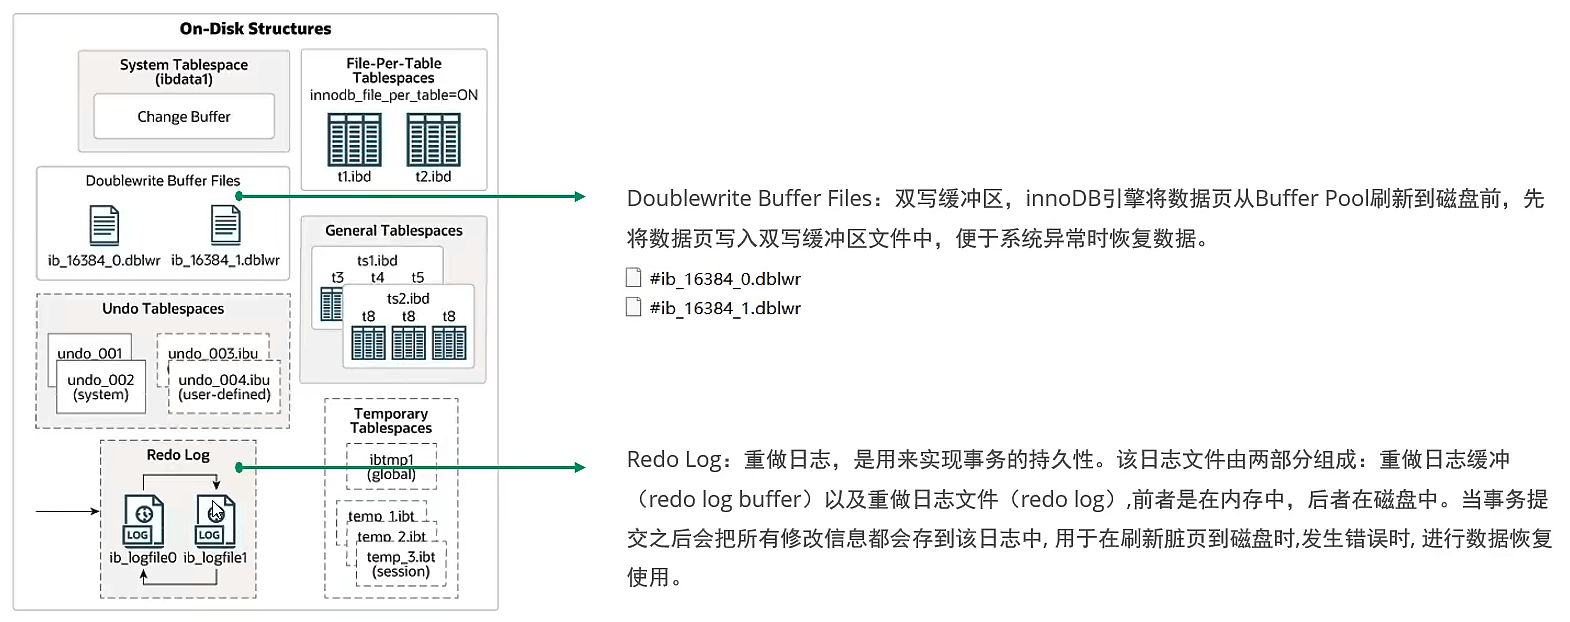 On-Disk Structures
System Tablespace
(ibdata1)
Change Buffer
File-Per-Table
Tablespaces
innodb_file_per_table=ON
t1.ibd
t2.ibd
Doublewrite Buffer Files
ib_16384_0.dblwr
ib_16384_1.dblwr
General Tablespaces
ts1.ibd
t3
t4
t5
ts2.ibd
t8
t8
t8
Undo Tablespaces
undo_001
undo_002
(system)
undo_003.ibu
undo_004.ibu
(user-defined)
Temporary
Tablespaces
ibtmp1
(global)
temp_1.ibt
temp_2.ibt
temp_3.ibt
(session)
Redo Log
LOG
LOG
ib_logfile0
ib_logfile1
Doublewrite Buffer Files：双写缓冲区，innoDB引擎将数据页从Buffer Pool刷新到磁盘前，先
将数据页写入双写缓冲区文件中，便于系统异常时恢复数据。
#ib_16384_0.dblwr
#ib_16384_1.dblwr
Redo Log：重做日志，是用来实现事务的持久性。该日志文件由两部分组成：重做日志缓冲
（redo log buffer）以及重做日志文件（redo log）,前者是在内存中，后者在磁盘中。当事务提
交之后会把所有修改信息都会存到该日志中, 用于在刷新脏页到磁盘时,发生错误时, 进行数据恢复
使用。